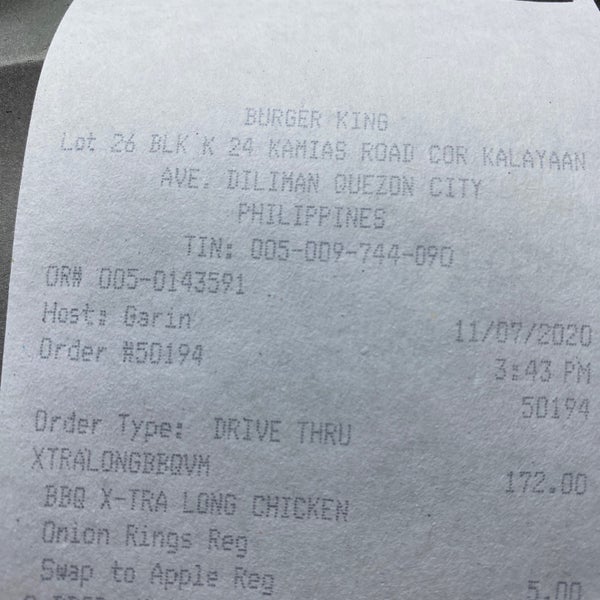 BURGER KING
Lot 26 BLK K 24 KAMIAS ROAD COR KALAYAAN
AVE. DILIMAN QUEZON CITY
PHILIPPINES
TIN: 005-009-744-090
OR# 005-0143591
Host: Garin 11/07/2020
Order #50194 3:43 PM
50194
Order Type: DRIVE THRU
XTRALONGBBQVM 172.00
BBQ X-TRA LONG CHICKEN
Onion Rings Reg
Swap to Apple Reg 5.00